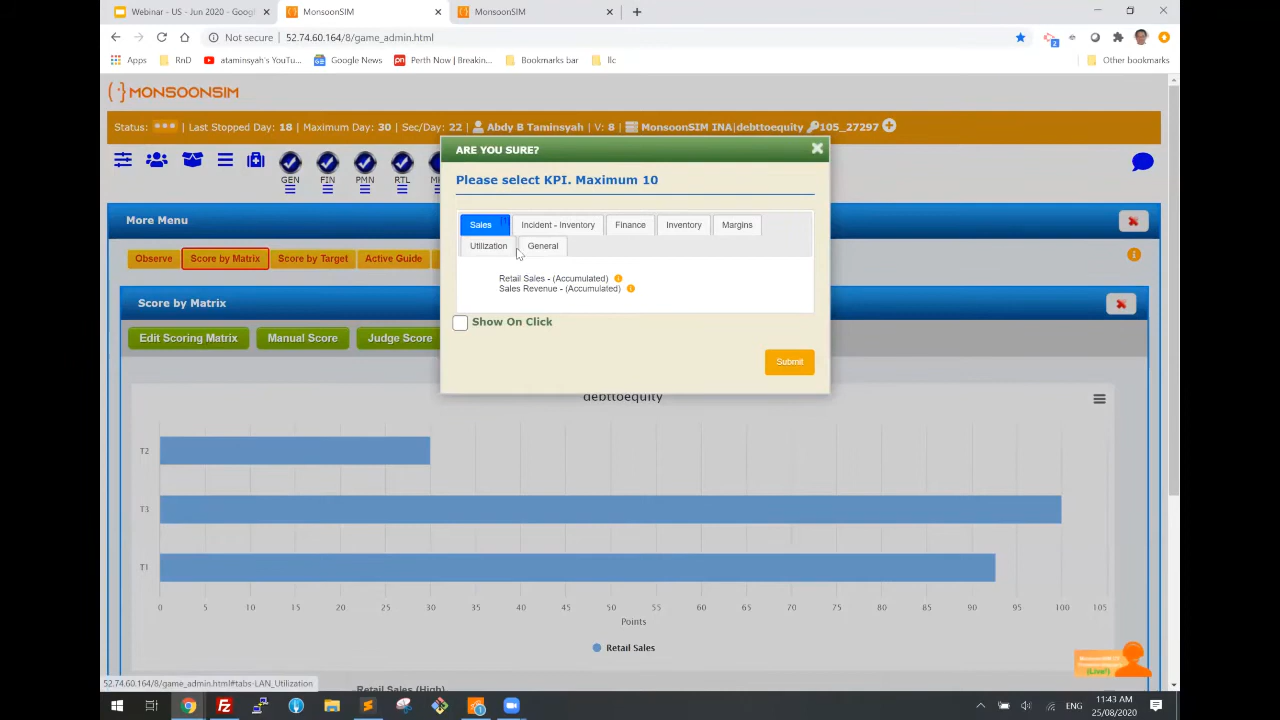 Webinar - US - Jun 2020 - Googl
MonsoonSIM
MonsoonSIM
Not secure | 52.74.60.164/8/game_admin.html
2
Apps
RnD
ataminsyah's YouT...
Google News
Perth Now | Breakin...
Bookmarks bar
llc
Other bookmarks
MONSOONSIM
Status: | Last Stopped Day: 18 | Maximum Day: 30 | Sec/Day: 22 | Abdy B Taminsyah | V: 8 | MonsoonSIM INA|debttoequity 105_27297
GEN FIN PMN RTL
ARE YOU SURE?
Please select KPI. Maximum 10
Sales Incident - Inventory Finance Inventory Margins
Utilization General
Retail Sales - (Accumulated)
Sales Revenue - (Accumulated)
Show On Click
Submit
More Menu
Observe Score by Matrix Score by Target Active Guide
Score by Matrix
Edit Scoring Matrix Manual Score Judge Score
debttoequity
T2
T3
T1
0 5 10 15 20 25 30 35 40 45 50 55 60 65 70 75 80 85 90 95 100 105
Points
Retail Sales
(Live?)
52.74.60.164/8/game_admin.html#tabs-LAN_Utilization
Retail Sales (High)
1
ENG
11:43 AM
25/08/2020